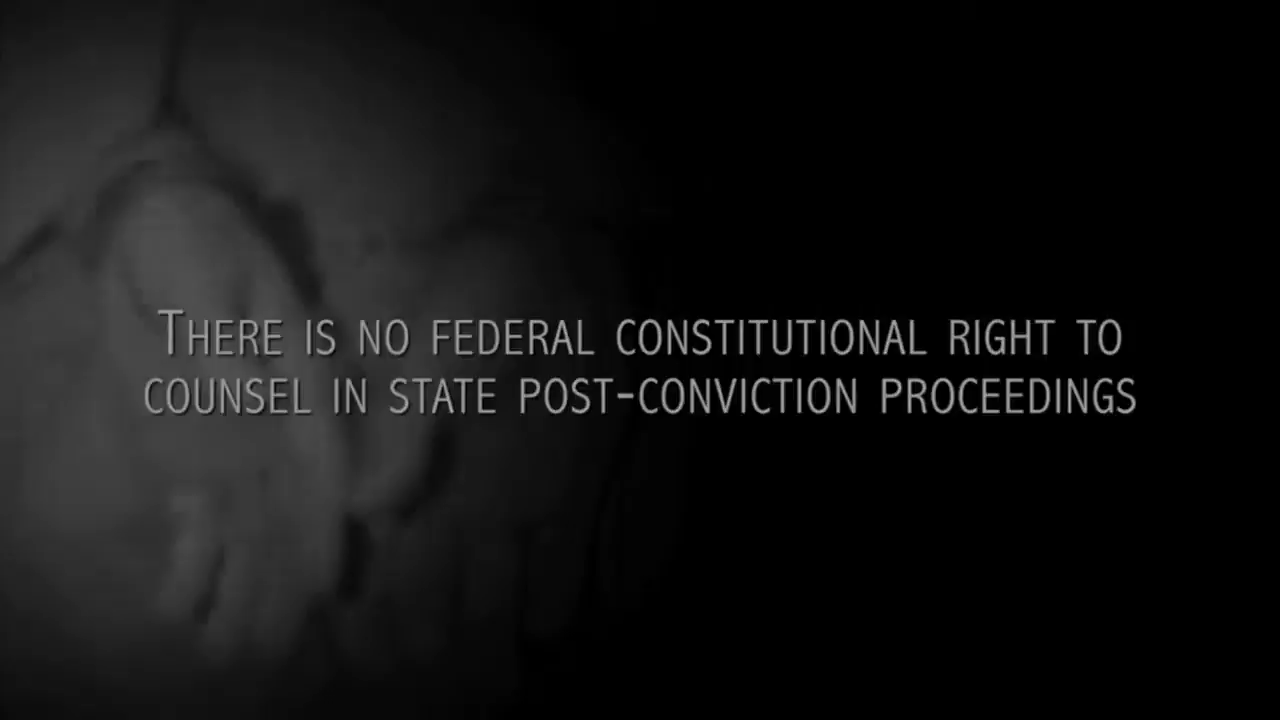 There is no federal constitutional right to
counsel in state post-conviction proceedings